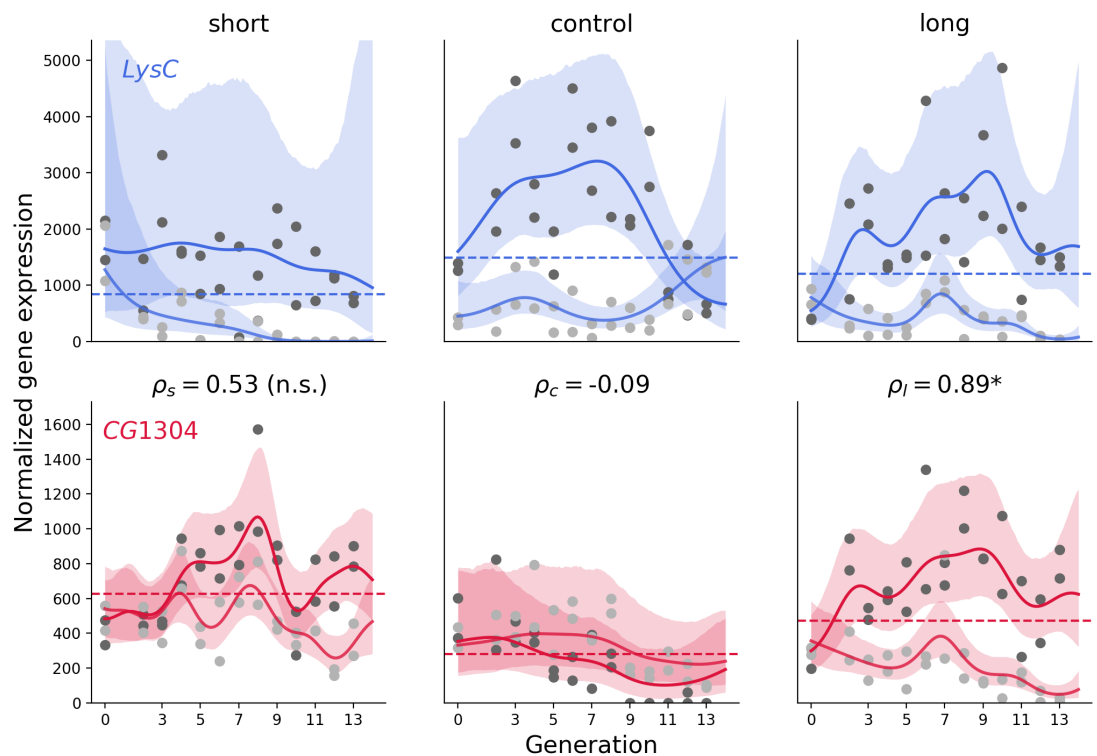 short control long
LysC
5000
4000
3000
2000
1000
0
ρs = 0.53 (n.s.) ρc = -0.09 ρl = 0.89*
CG1304
1600
1400
1200
1000
800
600
400
200
0
0 3 5 7 9 11 13 0 3 5 7 9 11 13 0 3 5 7 9 11 13
Normalized gene expression
Generation